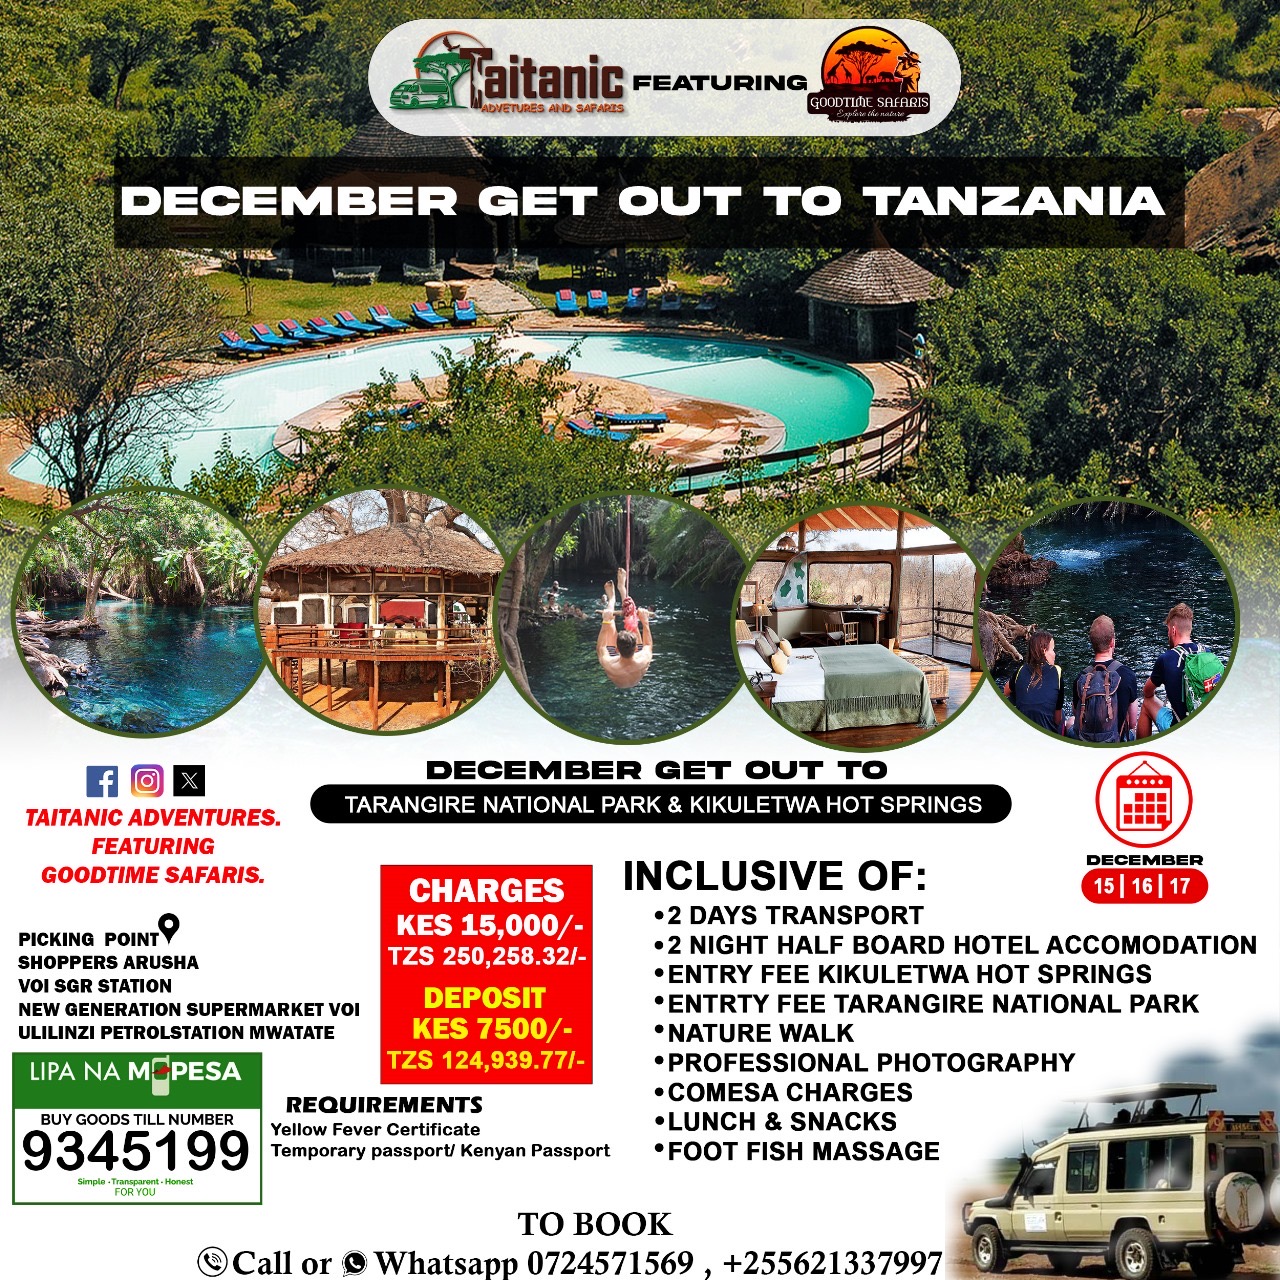 Taitanic
ADVETURES AND SAFARIS
FEATURING
GOODTIME SAFARIS
Explore the nature
DECEMBER GET OUT TO TANZANIA
DECEMBER GET OUT TO
TARANGIRE NATIONAL PARK & KIKULETWA HOT SPRINGS
TAITANIC ADVENTURES.
FEATURING
GOODTIME SAFARIS.
DECEMBER
15 | 16 | 17
PICKING POINT
SHOPPERS ARUSHA
VOI SGR STATION
NEW GENERATION SUPERMARKET VOI
ULILINZI PETROLSTATION MWATATE
CHARGES
KES 15,000/-
TZS 250,258.32/-
DEPOSIT
KES 7500/-
TZS 124,939.77/-
INCLUSIVE OF:
•2 DAYS TRANSPORT
•2 NIGHT HALF BOARD HOTEL ACCOMODATION
•ENTRY FEE KIKULETWA HOT SPRINGS
•ENTRTY FEE TARANGIRE NATIONAL PARK
•NATURE WALK
•PROFESSIONAL PHOTOGRAPHY
•COMESA CHARGES
•LUNCH & SNACKS
•FOOT FISH MASSAGE
LIPA NA M-PESA
BUY GOODS TILL NUMBER
9345199
Simple • Transparent • Honest
FOR YOU
REQUIREMENTS
Yellow Fever Certificate
Temporary passport/ Kenyan Passport
TO BOOK
Call or Whatsapp 0724571569 , +255621337997